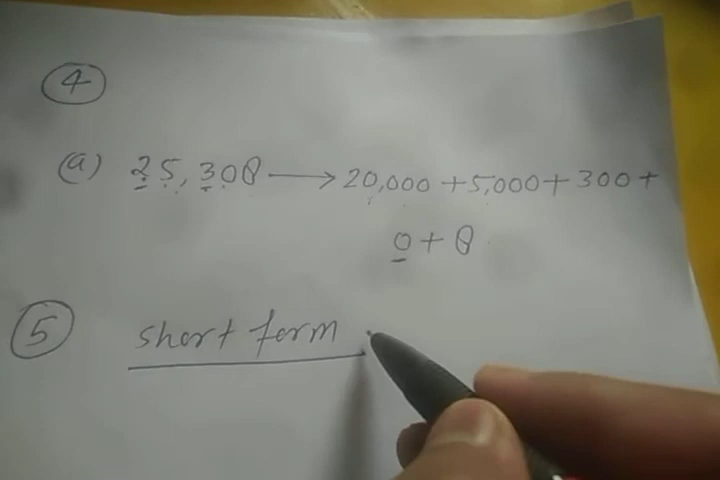 4
(a) 25,308 → 20,000 + 5,000 + 300 +
0 + 8
5 short form